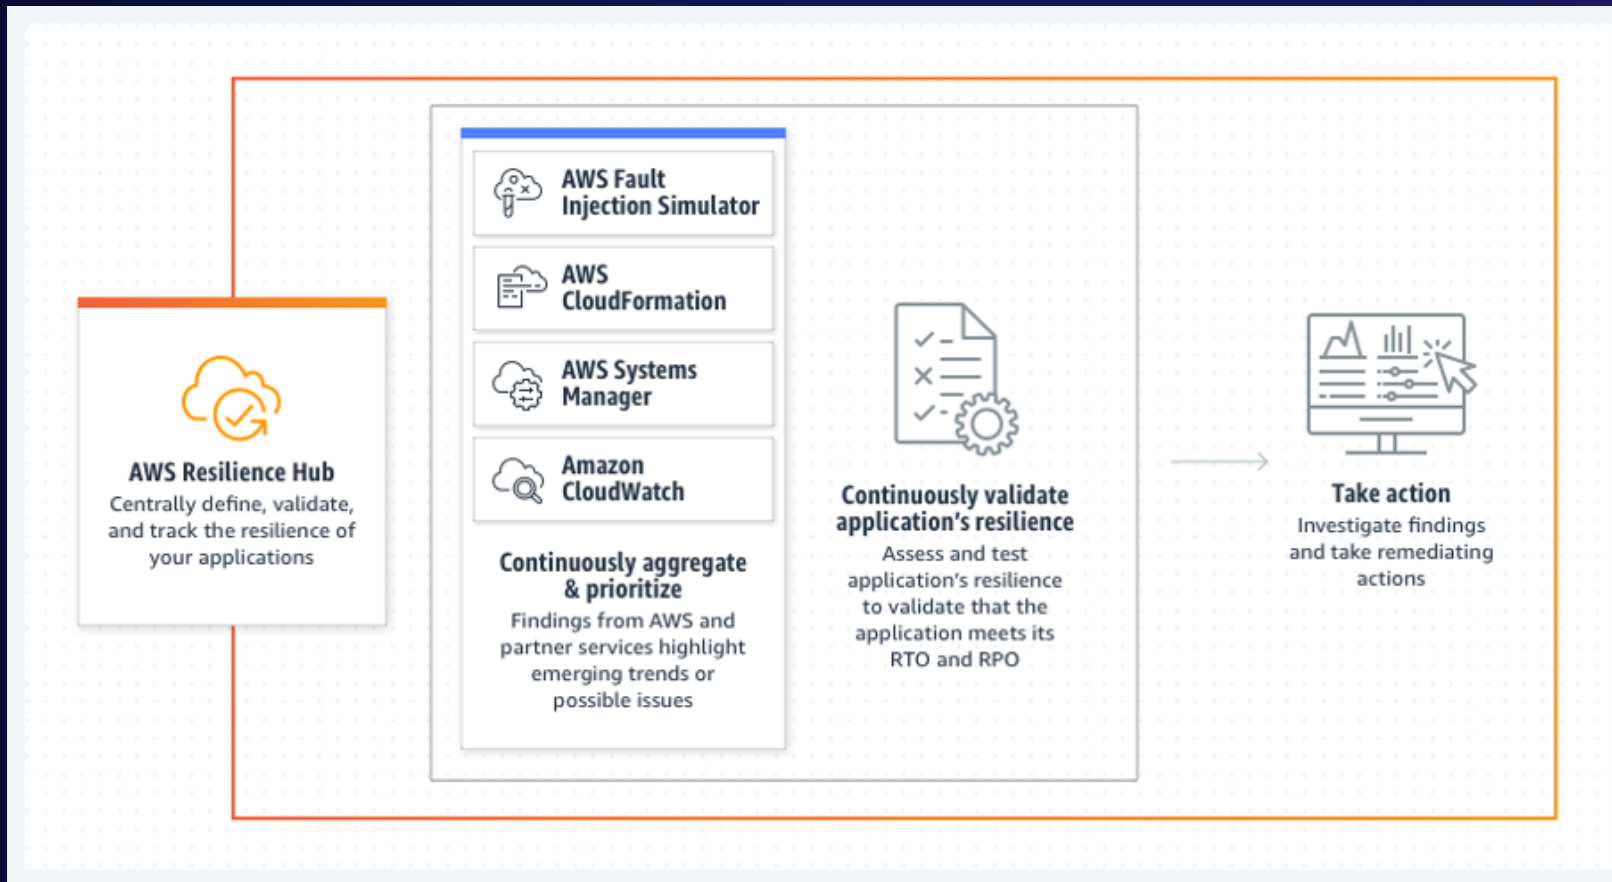 AWS Resilience Hub
Centrally define, validate,
and track the resilience of
your applications
AWS Fault
Injection Simulator
AWS
CloudFormation
AWS Systems
Manager
Amazon
CloudWatch
Continuously aggregate
& prioritize
Findings from AWS and
partner services highlight
emerging trends or
possible issues
Continuously validate
application's resilience
Assess and test
application's resilience
to validate that the
application meets its
RTO and RPO
Take action
Investigate findings
and take remediating
actions